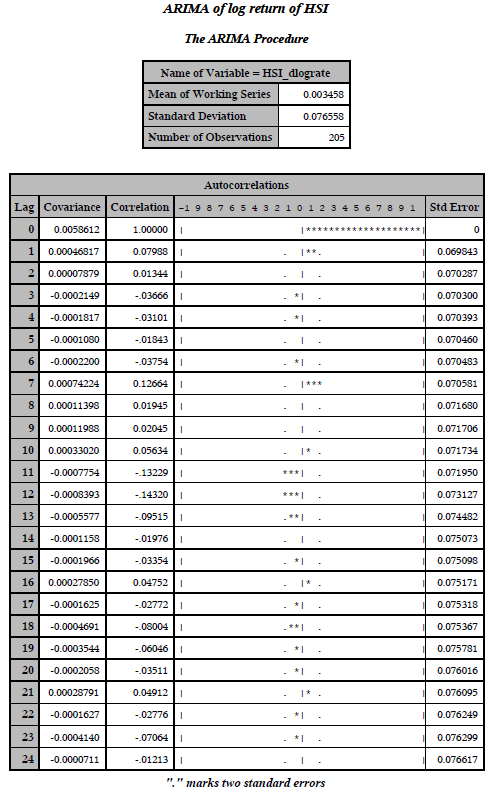 ARIMA of log return of HSI
The ARIMA Procedure
Name of Variable = HSI_dlograte
Mean of Working Series 0.003458
Standard Deviation 0.076558
Number of Observations 205
Autocorrelations
Lag Covariance Correlation -1 9 8 7 6 5 4 3 2 1 0 1 2 3 4 5 6 7 8 9 1 Std Error
0 0.0058612 1.00000 | |********************| 0
1 0.00046817 0.07988 | . |**. | 0.069843
2 0.00007879 0.01344 | . | . | 0.070287
3 -0.0002149 -.03666 | . *| . | 0.070300
4 -0.0001817 -.03101 | . *| . | 0.070393
5 -0.0001080 -.01843 | . | . | 0.070460
6 -0.0002200 -.03754 | . *| . | 0.070483
7 0.00074224 0.12664 | . |*** | 0.070581
8 0.00011398 0.01945 | . | . | 0.071680
9 0.00011988 0.02045 | . | . | 0.071706
10 0.00033020 0.05634 | . |* . | 0.071734
11 -0.0007754 -.13229 | ***| . | 0.071950
12 -0.0008393 -.14320 | ***| . | 0.073127
13 -0.0005577 -.09515 | .**| . | 0.074482
14 -0.0001158 -.01976 | . | . | 0.075073
15 -0.0001966 -.03354 | . *| . | 0.075098
16 0.00027850 0.04752 | . |* . | 0.075171
17 -0.0001625 -.02772 | . *| . | 0.075318
18 -0.0004691 -.08004 | .**| . | 0.075367
19 -0.0003544 -.06046 | . *| . | 0.075781
20 -0.0002058 -.03511 | . *| . | 0.076016
21 0.00028791 0.04912 | . |* . | 0.076095
22 -0.0001627 -.02776 | . *| . | 0.076249
23 -0.0004140 -.07064 | . *| . | 0.076299
24 -0.0000711 -.01213 | . | . | 0.076617
"." marks two standard errors